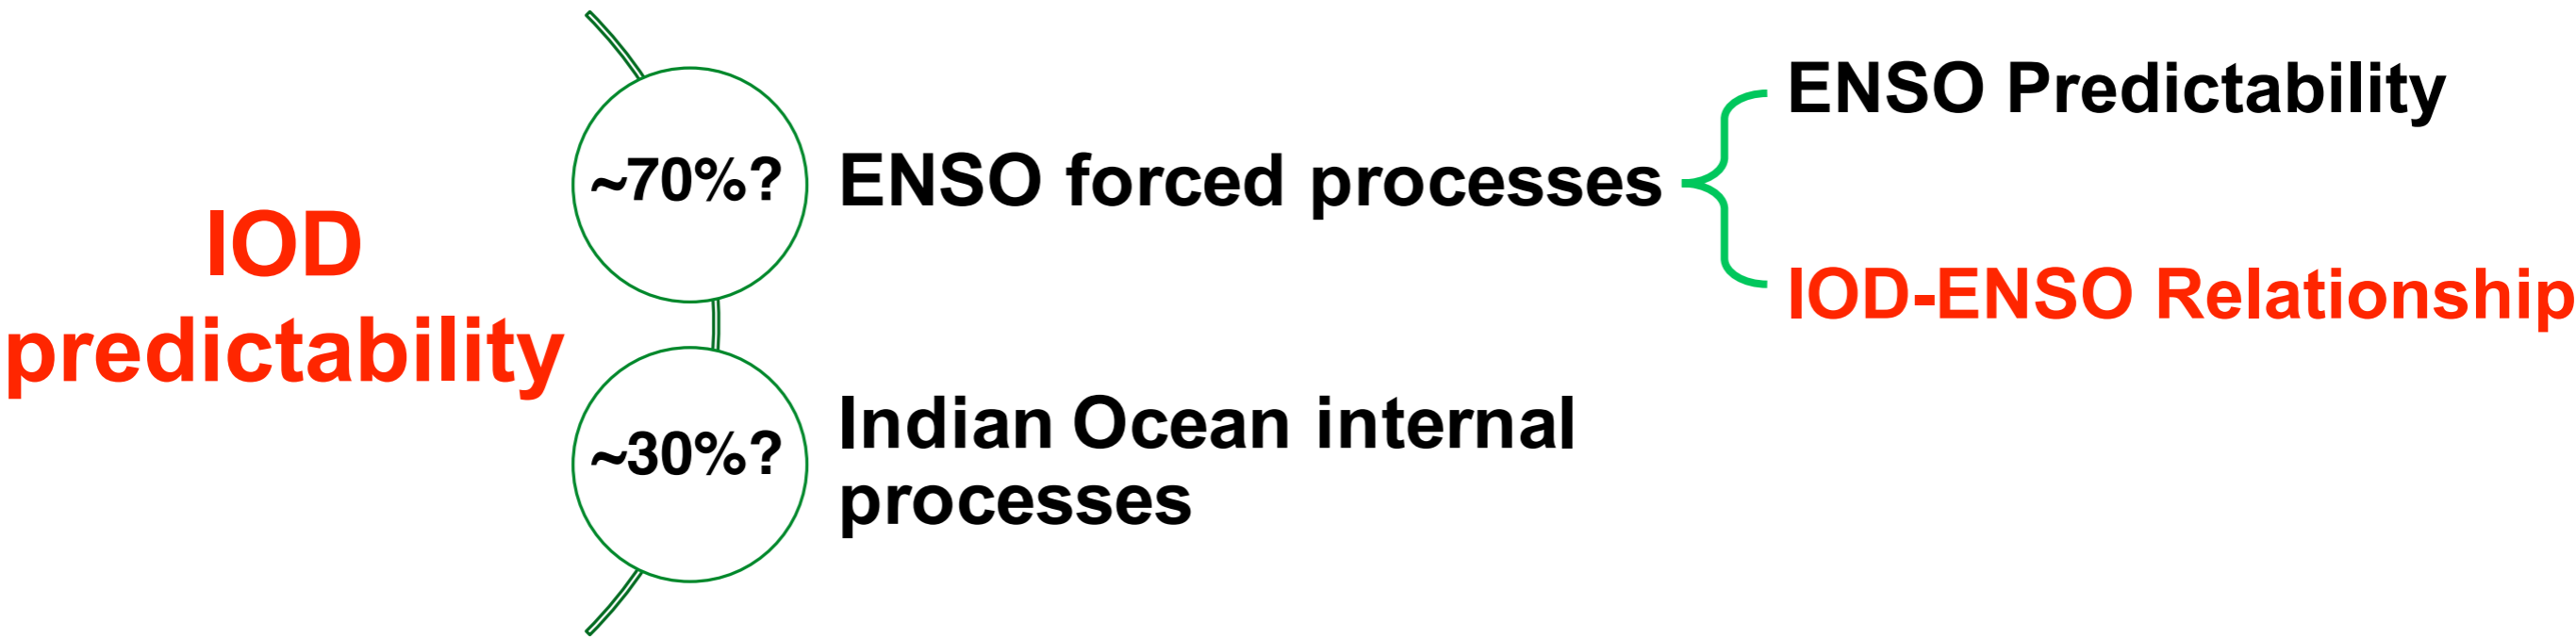 IOD
predictability
~70%?
ENSO forced processes
ENSO Predictability
IOD-ENSO Relationship
~30%?
Indian Ocean internal
processes